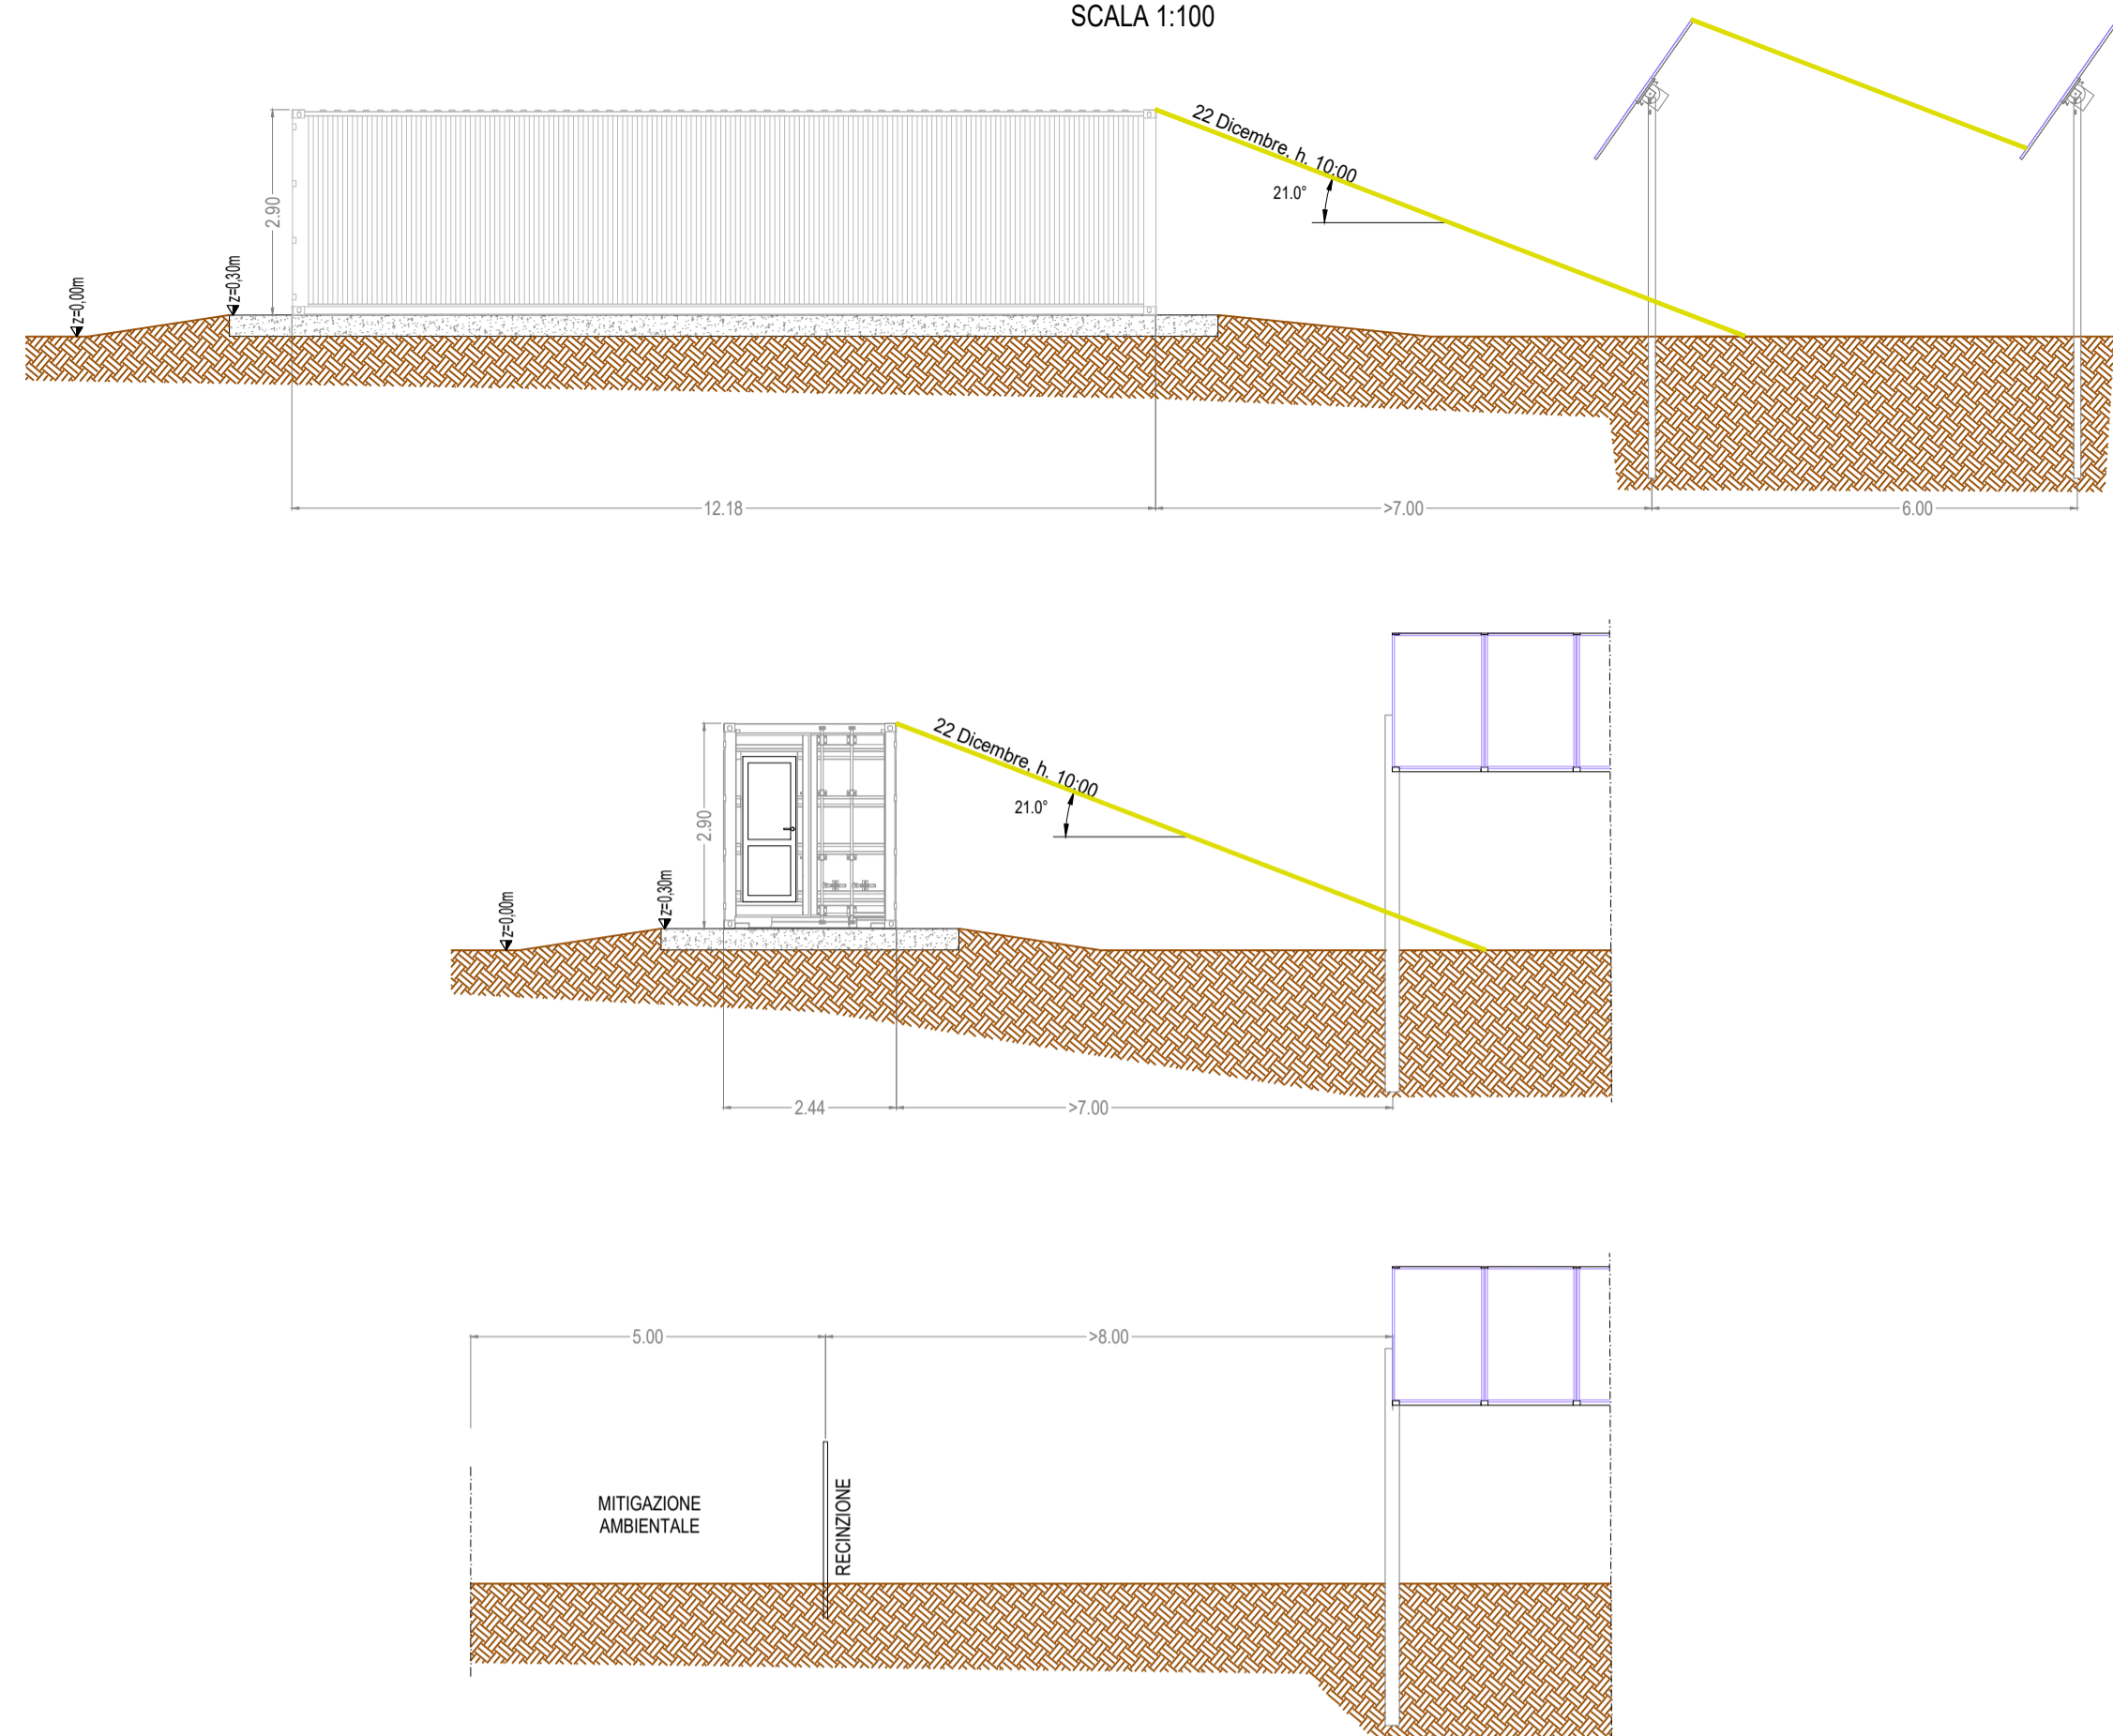 SCALA 1:100
22 Dicembre, h. 10:00
21.0°
2.90
z=0,00m
z=0,30m
12.18
>7.00
6.00
22 Dicembre, h. 10:00
21.0°
2.90
z=0,00m
z=0,30m
2.44
>7.00
5.00
>8.00
MITIGAZIONE
AMBIENTALE
RECINZIONE